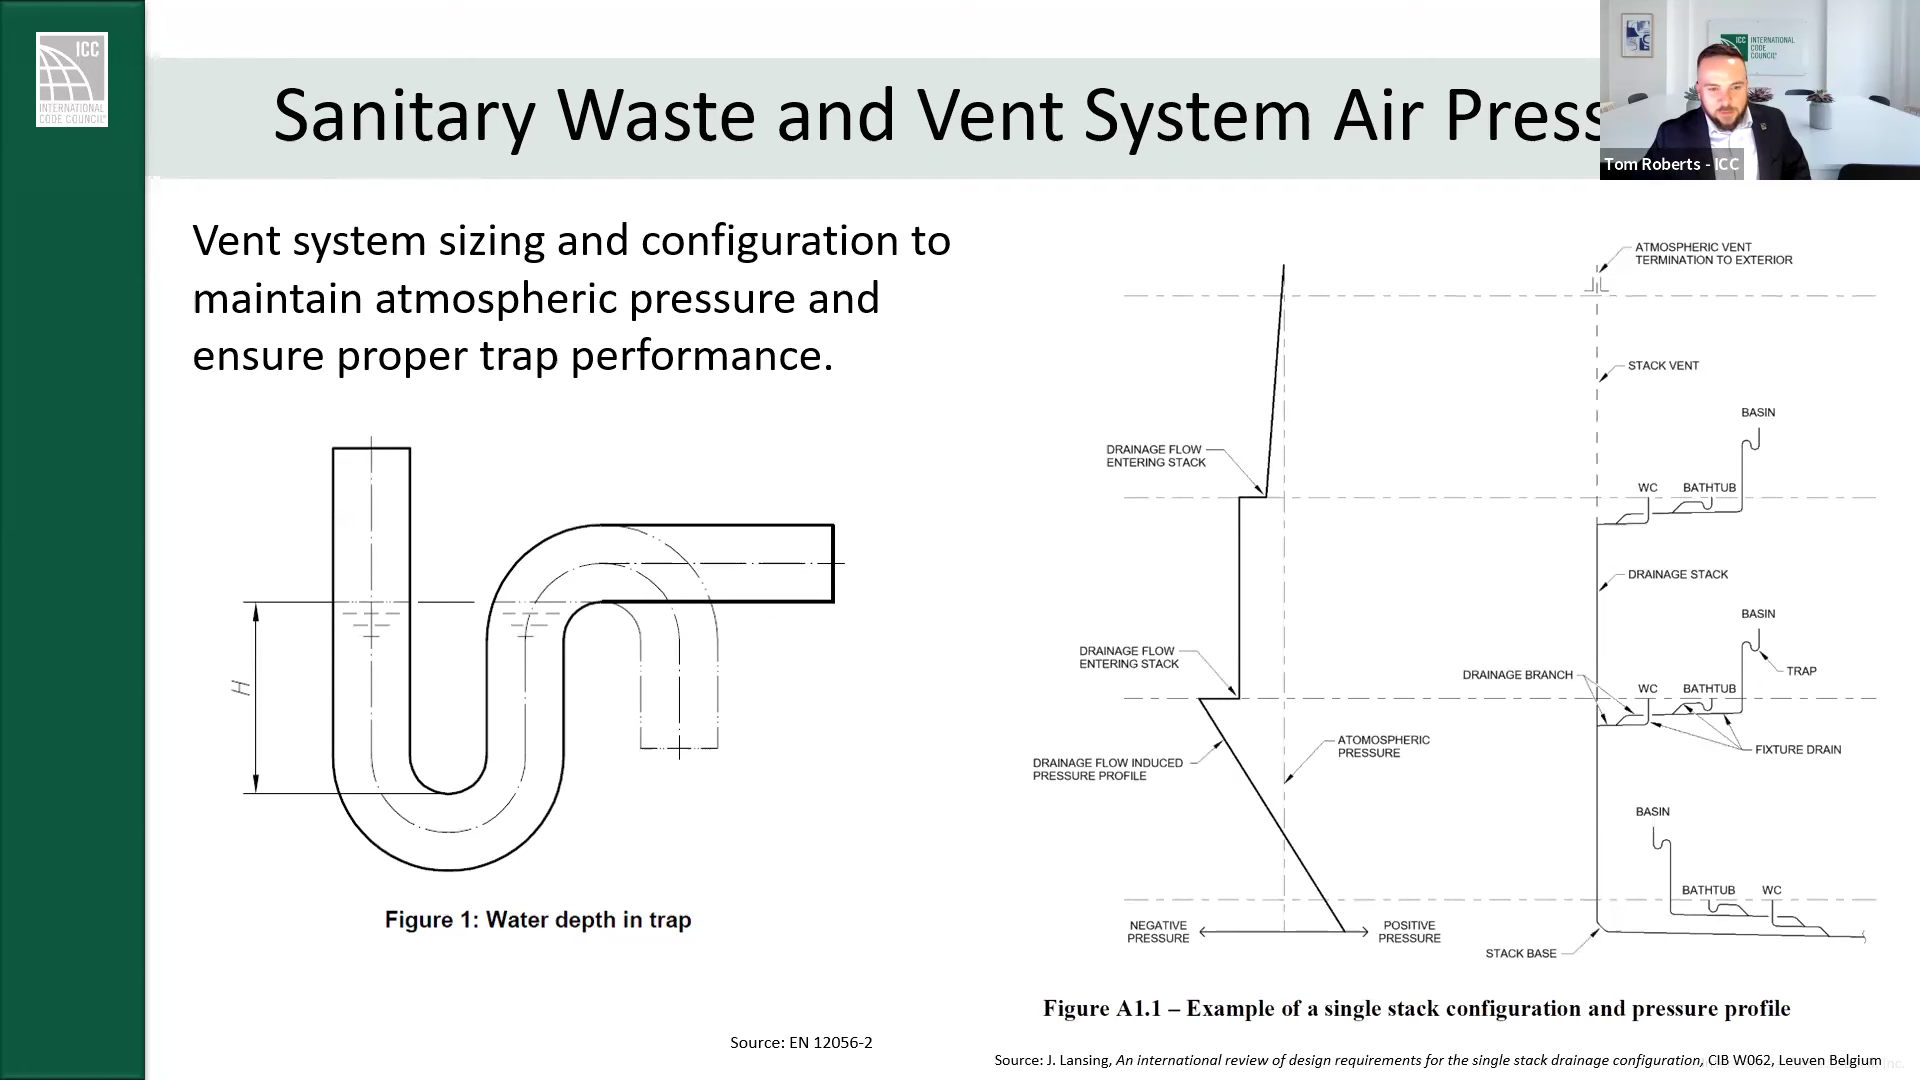 ICC
INTERNATIONAL
CODE COUNCIL
Sanitary Waste and Vent System Air Press
ICC INTERNATIONAL
CODE
COUNCIL
Tom Roberts - ICC
Vent system sizing and configuration to
maintain atmospheric pressure and
ensure proper trap performance.
H
Figure 1: Water depth in trap
Source: EN 12056-2
ATMOSPHERIC VENT
TERMINATION TO EXTERIOR
STACK VENT
BASIN
DRAINAGE FLOW
ENTERING STACK
WC
BATHTUB
DRAINAGE STACK
BASIN
DRAINAGE FLOW
ENTERING STACK
DRAINAGE BRANCH
TRAP
WC
BATHTUB
ATOMOSPHERIC
PRESSURE
FIXTURE DRAIN
DRAINAGE FLOW INDUCED
PRESSURE PROFILE
BASIN
BATHTUB
WC
NEGATIVE
PRESSURE
POSITIVE
PRESSURE
STACK BASE
Figure A1.1 – Example of a single stack configuration and pressure profile
Source: J. Lansing, An international review of design requirements for the single stack drainage configuration, CIB W062, Leuven Belgium